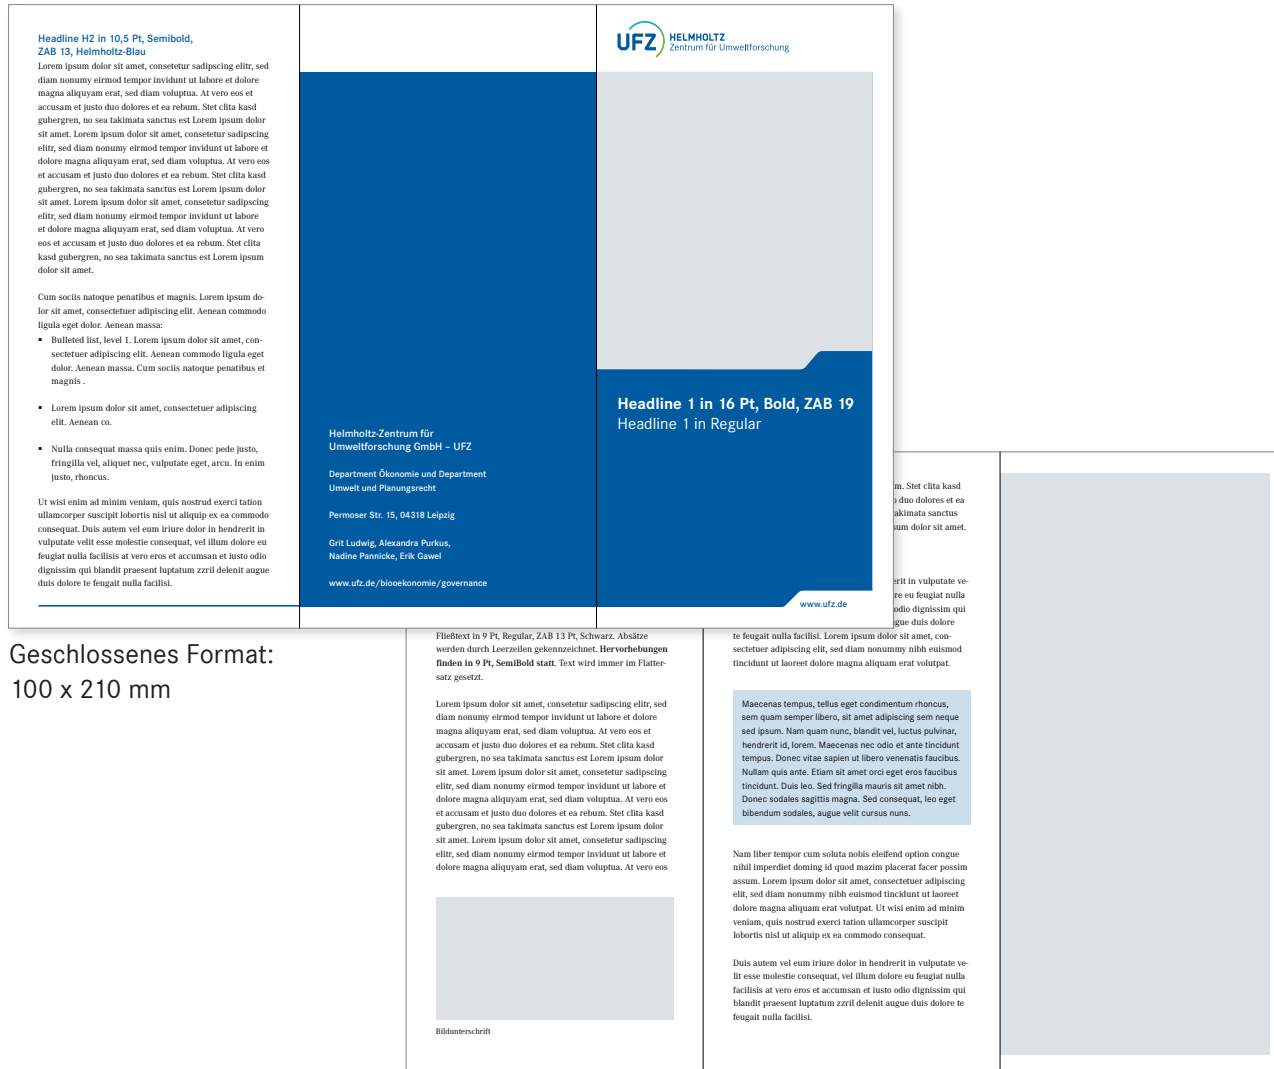 Headline H2 in 10,5 Pt, Semibold,
ZAB 13, Helmholtz-Blau
Lorem ipsum dolor sit amet, consetetur sadipscing elitr, sed
diam nonumy eirmod tempor invidunt ut labore et dolore
magna aliquyam erat, sed diam voluptua. At vero eos et
accusam et justo duo dolores et ea rebum. Stet clita kasd
gubergren, no sea takimata sanctus est Lorem ipsum dolor
sit amet. Lorem ipsum dolor sit amet, consetetur sadipscing
elitr, sed diam nonumy eirmod tempor invidunt ut labore et
dolore magna aliquyam erat, sed diam voluptua. At vero eos
et accusam et justo duo dolores et ea rebum. Stet clita kasd
gubergren, no sea takimata sanctus est Lorem ipsum dolor
sit amet. Lorem ipsum dolor sit amet, consetetur sadipscing
elitr, sed diam nonumy eirmod tempor invidunt ut labore
et dolore magna aliquyam erat, sed diam voluptua. At vero
eos et accusam et justo duo dolores et ea rebum. Stet clita
kasd gubergren, no sea takimata sanctus est Lorem ipsum
dolor sit amet.
Cum sociis natoque penatibus et magnis. Lorem ipsum do-
lor sit amet, consectetuer adipiscing elit. Aenean commodo
ligula eget dolor. Aenean massa:
▪ Bulleted list, level 1. Lorem ipsum dolor sit amet, con-
sectetuer adipiscing elit. Aenean commodo ligula eget
dolor. Aenean massa. Cum sociis natoque penatibus et
magnis .
▪ Lorem ipsum dolor sit amet, consectetuer adipiscing
elit. Aenean co.
▪ Nulla consequat massa quis enim. Donec pede justo,
fringilla vel, aliquet nec, vulputate eget, arcu. In enim
justo, rhoncus.
Ut wisi enim ad minim veniam, quis nostrud exerci tation
ullamcorper suscipit lobortis nisl ut aliquip ex ea commodo
consequat. Duis autem vel eum iriure dolor in hendrerit in
vulputate velit esse molestie consequat, vel illum dolore eu
feugiat nulla facilisis at vero eros et accumsan et iusto odio
dignissim qui blandit praesent luptatum zzril delenit augue
duis dolore te feugait nulla facilisi.
Helmholtz-Zentrum für
Umweltforschung GmbH – UFZ
Department Ökonomie und Department
Umwelt und Planungsrecht
Permoser Str. 15, 04318 Leipzig
Grit Ludwig, Alexandra Purkus,
Nadine Pannicke, Erik Gawel
www.ufz.de/biooekonomie/governance
UFZ HELMHOLTZ
Zentrum für Umweltforschung
Headline 1 in 16 Pt, Bold, ZAB 19
Headline 1 in Regular
www.ufz.de
Geschlossenes Format:
100 x 210 mm
Fließtext in 9 Pt, Regular, ZAB 13 Pt, Schwarz. Absätze
werden durch Leerzeilen gekennzeichnet. Hervorhebungen
finden in 9 Pt, SemiBold statt. Text wird immer im Flatter-
satz gesetzt.
Lorem ipsum dolor sit amet, consetetur sadipscing elitr, sed
diam nonumy eirmod tempor invidunt ut labore et dolore
magna aliquyam erat, sed diam voluptua. At vero eos et
accusam et justo duo dolores et ea rebum. Stet clita kasd
gubergren, no sea takimata sanctus est Lorem ipsum dolor
sit amet. Lorem ipsum dolor sit amet, consetetur sadipscing
elitr, sed diam nonumy eirmod tempor invidunt ut labore et
dolore magna aliquyam erat, sed diam voluptua. At vero eos
et accusam et justo duo dolores et ea rebum. Stet clita kasd
gubergren, no sea takimata sanctus est Lorem ipsum dolor
sit amet. Lorem ipsum dolor sit amet, consetetur sadipscing
elitr, sed diam nonumy eirmod tempor invidunt ut labore et
dolore magna aliquyam erat, sed diam voluptua. At vero eos
Bildunterschrift
m. Stet clita kasd
duo dolores et ea
takimata sanctus
sum dolor sit amet.
erit in vulputate ve-
re eu feugiat nulla
odio dignissim qui
gue duis dolore
te feugait nulla facilisi. Lorem ipsum dolor sit amet, con-
sectetuer adipiscing elit, sed diam nonummy nibh euismod
tincidunt ut laoreet dolore magna aliquam erat volutpat.
Maecenas tempus, tellus eget condimentum rhoncus,
sem quam semper libero, sit amet adipiscing sem neque
sed ipsum. Nam quam nunc, blandit vel, luctus pulvinar,
hendrerit id, lorem. Maecenas nec odio et ante tincidunt
tempus. Donec vitae sapien ut libero venenatis faucibus.
Nullam quis ante. Etiam sit amet orci eget eros faucibus
tincidunt. Duis leo. Sed fringilla mauris sit amet nibh.
Donec sodales sagittis magna. Sed consequat, leo eget
bibendum sodales, augue velit cursus nuns.
Nam liber tempor cum soluta nobis eleifend option congue
nihil imperdiet doming id quod mazim placerat facer possim
assum. Lorem ipsum dolor sit amet, consectetuer adipiscing
elit, sed diam nonummy nibh euismod tincidunt ut laoreet
dolore magna aliquam erat volutpat. Ut wisi enim ad minim
veniam, quis nostrud exerci tation ullamcorper suscipit
lobortis nisl ut aliquip ex ea commodo consequat.
Duis autem vel eum iriure dolor in hendrerit in vulputate ve-
lit esse molestie consequat, vel illum dolore eu feugiat nulla
facilisis at vero eros et accumsan et iusto odio dignissim qui
blandit praesent luptatum zzril delenit augue duis dolore te
feugait nulla facilisi.